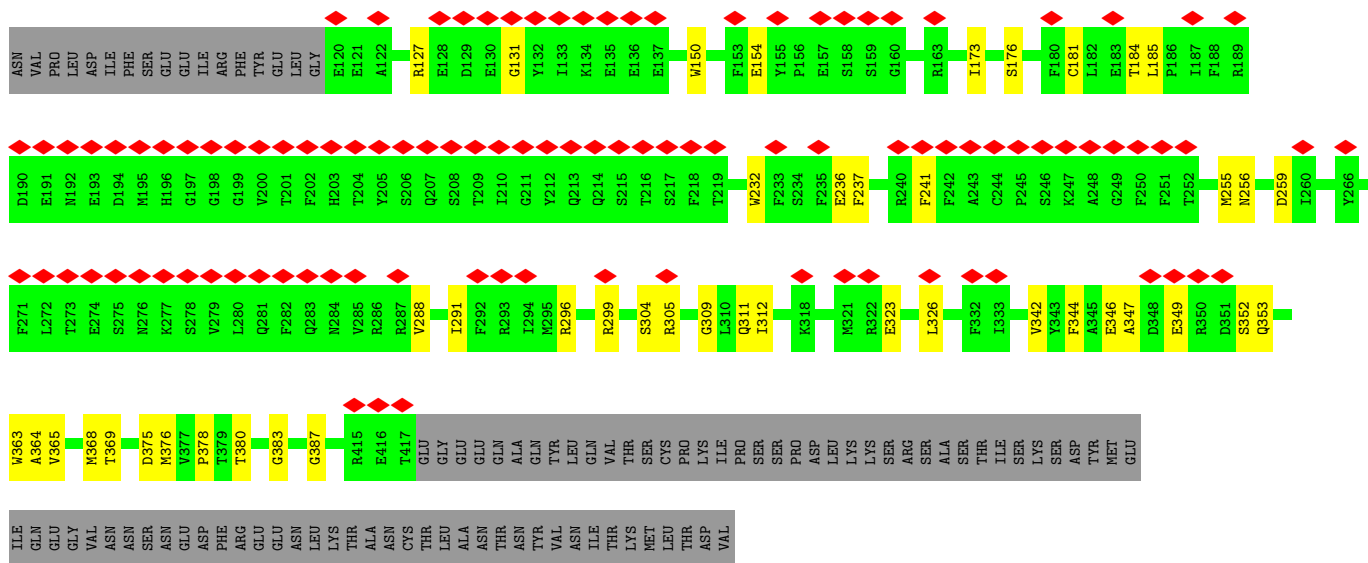 ASN VAL PRO LEU ASP ILE PHE SER GLU GLU ILE ARG PHE TYR GLU LEU GLY E120 E121 A122 R127 E128 D129 E130 G131 Y132 I133 K134 E135 E136 E137 W150 F153 E154 Y155 P156 E157 S158 S159 G160 R163 I173 S176 F180 C181 L182 E183 T184 L185 P186 I187 F188 R189
D190 E191 N192 E193 D194 M195 H196 G197 G198 G199 V200 T201 F202 H203 T204 Y205 S206 Q207 S208 T209 I210 G211 Y212 Q213 Q214 S215 T216 S217 F218 T219 W232 F233 S234 F235 E236 F237 R240 F241 F242 A243 C244 P245 S246 K247 A248 G249 F250 F251 T252 M255 N256 D259 I260 Y266
F271 L272 T273 E274 S275 N276 K277 S278 V279 L280 Q281 F282 Q283 N284 V285 R286 R287 V288 I291 F292 R293 I294 M295 R296 R299 S304 R305 G309 L310 Q311 I312 K318 M321 R322 E323 L326 F332 I333 V342 Y343 F344 A345 E346 A347 D348 E349 R350 D351 S352 Q353
W363 A364 V365 M368 T369 D375 M376 V377 P378 T379 T380 G383 G387 R415 E416 T417 GLU GLY GLU GLU GLN ALA GLN TYR LEU GLN VAL THR SER CYS PRO LYS ILE PRO SER SER PRO ASP LEU LYS LYS SER ARG SER ALA SER THR ILE SER LYS SER ASP TYR MET GLU
ILE GLN GLU GLY VAL ASN ASN SER ASN GLU ASP PHE ARG GLU GLU ASN LEU LYS THR ALA ASN CYS THR LEU ALA ASN THR ASN TYR VAL ASN ILE THR LYS MET LEU THR ASP VAL